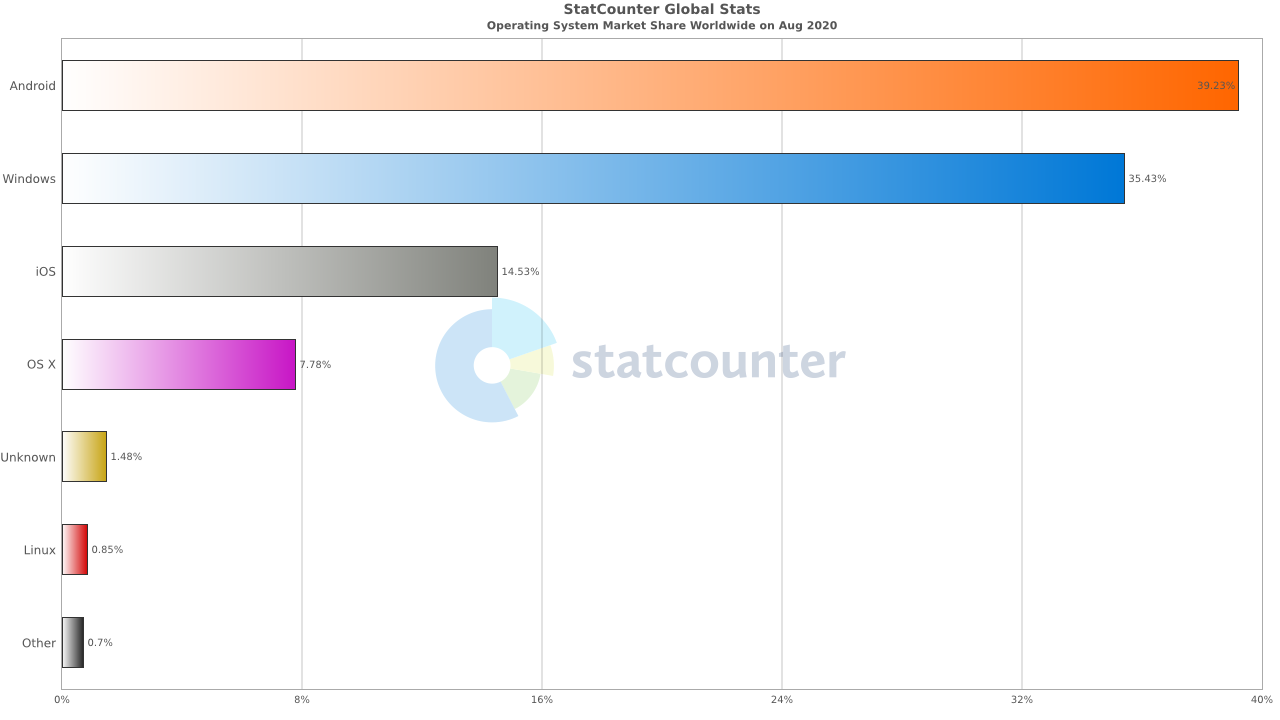 StatCounter Global Stats
Operating System Market Share Worldwide on Aug 2020
Android
39.23%
Windows
35.43%
iOS
14.53%
OS X
7.78%
statcounter
Unknown
1.48%
Linux
0.85%
Other
0.7%
0% 8% 16% 24% 32% 40%